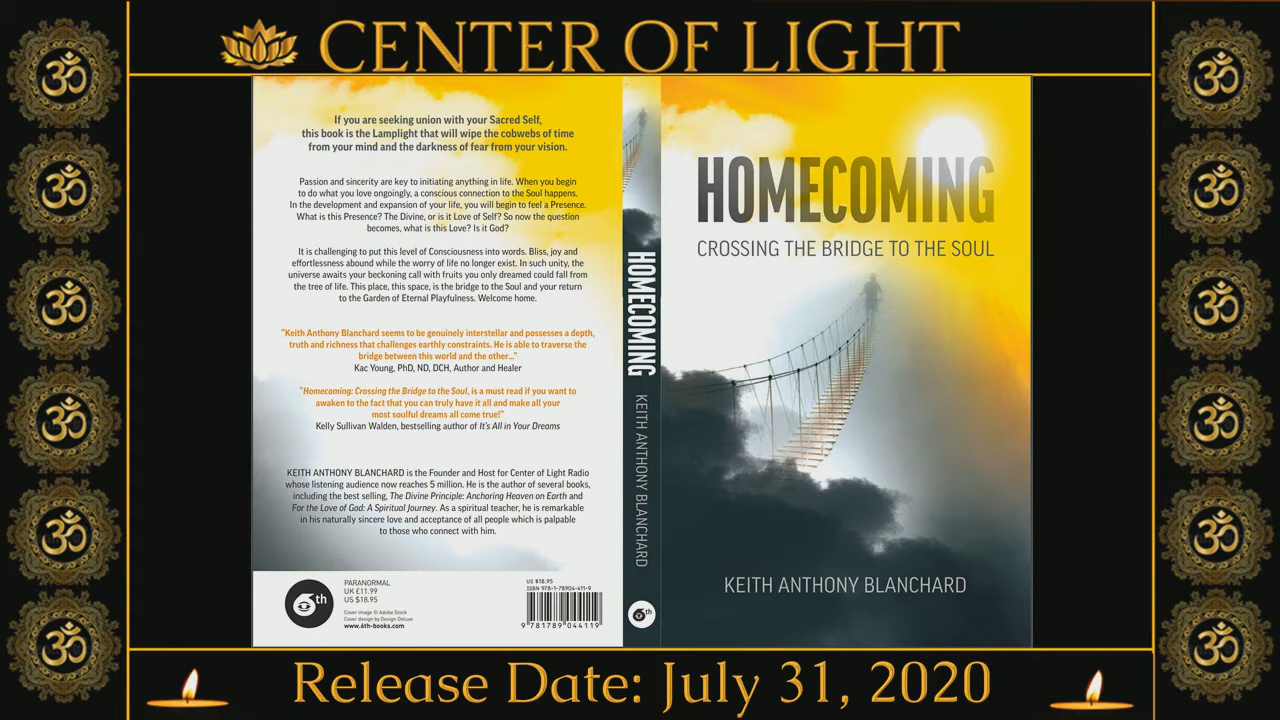 CENTER OF LIGHT
If you are seeking union with your Sacred Self,
this book is the Lamplight that will wipe the cobwebs of time
from your mind and the darkness of fear from your vision.
Passion and sincerity are key to initiating anything in life. When you begin
to do what you love ongoingly, a conscious connection to the Soul happens.
In the development and expansion of your life, you will begin to feel a Presence.
What is this Presence? The Divine, or is it Love of Self? So now the question
becomes, what is this Love? Is it God?
It is challenging to put this level of Consciousness into words. Bliss, joy and
effortlessness abound while the worry of life no longer exist. In such unity, the
universe awaits your beckoning call with fruits you only dreamed could fall from
the tree of life. This place, this space, is the bridge to the Soul and your return
to the Garden of Eternal Playfulness. Welcome home.
"Keith Anthony Blanchard seems to be genuinely interstellar and possesses a depth,
truth and richness that challenges earthly constraints. He is able to traverse the
bridge between this world and the other..."
Kac Young, PhD, ND, DCH, Author and Healer
"Homecoming: Crossing the Bridge to the Soul, is a must read if you want to
awaken to the fact that you can truly have it all and make all your
most soulful dreams all come true!"
Kelly Sullivan Walden, bestselling author of It's All in Your Dreams
KEITH ANTHONY BLANCHARD is the Founder and Host for Center of Light Radio
whose listening audience now reaches 5 million. He is the author of several books,
including the best selling, The Divine Principle: Anchoring Heaven on Earth and
For the Love of God: A Spiritual Journey. As a spiritual teacher, he is remarkable
in his naturally sincere love and acceptance of all people which is palpable
to those who connect with him.
6th
PARANORMAL
UK £11.99
US $18.95
Cover image © Adobe Stock
Cover design by Design Deluxe
www.6th-books.com
US $18.95
ISBN 978-1-78904-411-9
9 781789 044119
HOMECOMING
KEITH ANTHONY BLANCHARD
HOMECOMING
CROSSING THE BRIDGE TO THE SOUL
KEITH ANTHONY BLANCHARD
ॐ
ॐ
ॐ
ॐ
ॐ
ॐ
ॐ
ॐ
ॐ
ॐ
ॐ
ॐ
Release Date: July 31, 2020